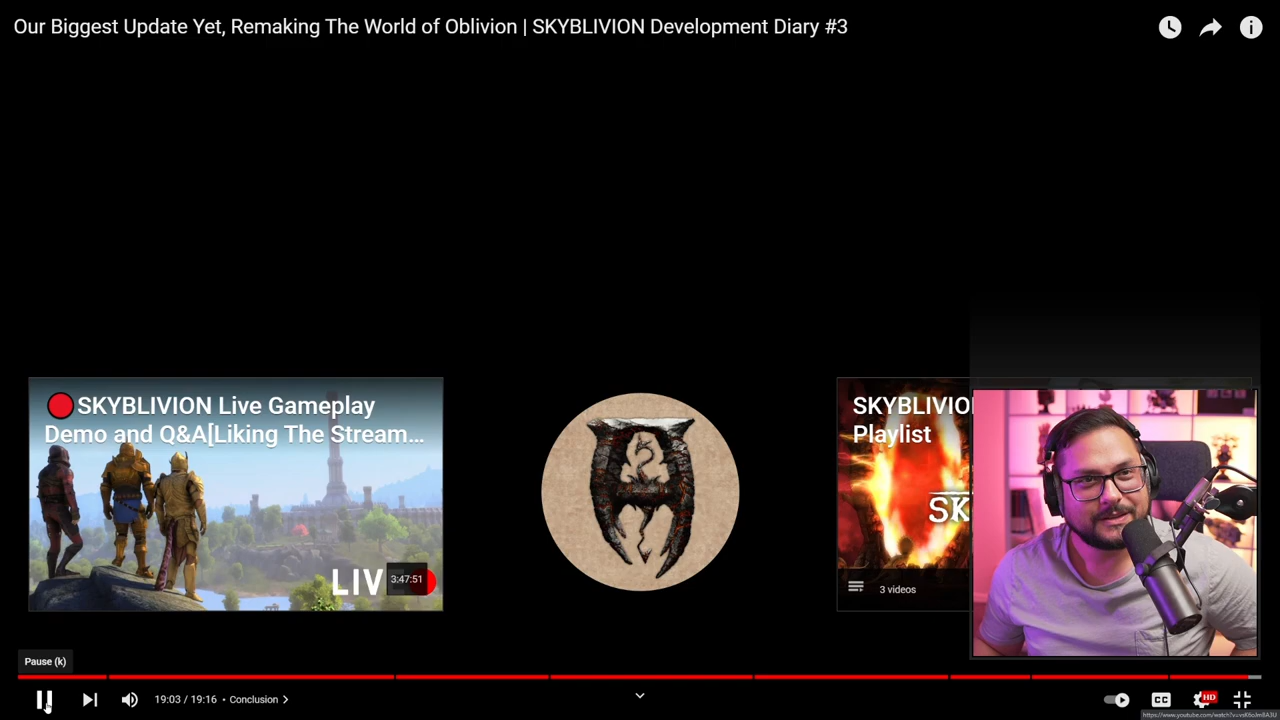 Our Biggest Update Yet, Remaking The World of Oblivion | SKYBLIVION Development Diary #3
🔴SKYBLIVION Live Gameplay
Demo and Q&A[Liking The Stream...
LIV
3:47:51
SKYBLIVIO
Playlist
SK
3 videos
Pause (k)
19:03 / 19:16 • Conclusion
CC
HD